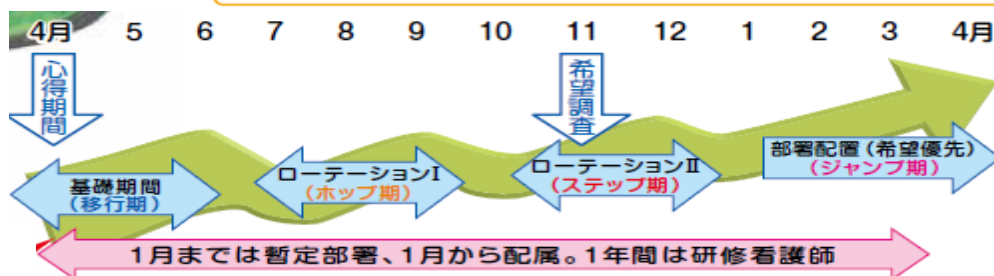 4月 5 6 7 8 9 10 11 12 1 2 3 4月
心得期間
希望調査
基礎期間
(移行期)
ローテーションI
(ホップ期)
ローテーションII
(ステップ期)
部署配置(希望優先)
(ジャンプ期)
1月までは暫定部署、1月から配属。1年間は研修看護師